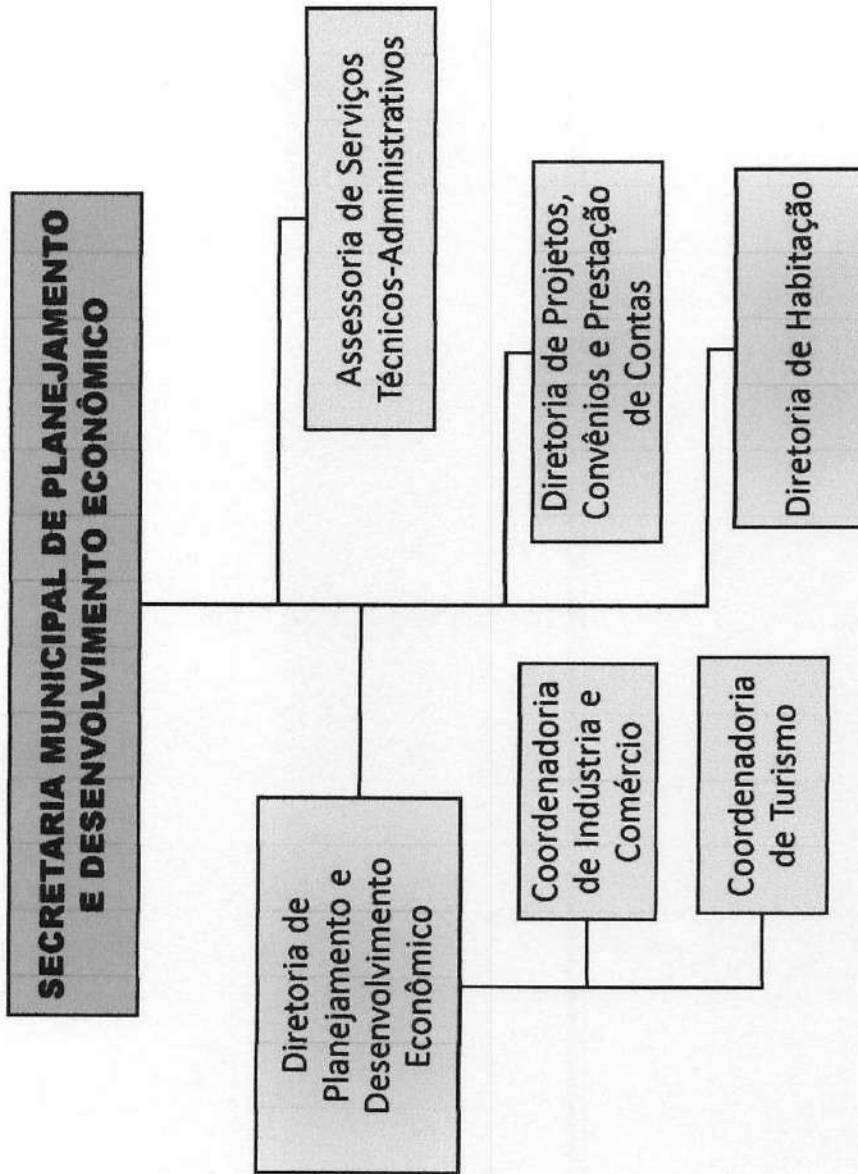 SECRETARIA MUNICIPAL DE PLANEJAMENTO
E DESENVOLVIMENTO ECONÔMICO
Assessoria de Serviços
Técnicos-Administrativos
Diretoria de
Planejamento e
Desenvolvimento
Econômico
Diretoria de Projetos,
Convênios e Prestação
de Contas
Coordenadoria
de Indústria e
Comércio
Coordenadoria
de Turismo
Diretoria de Habitação